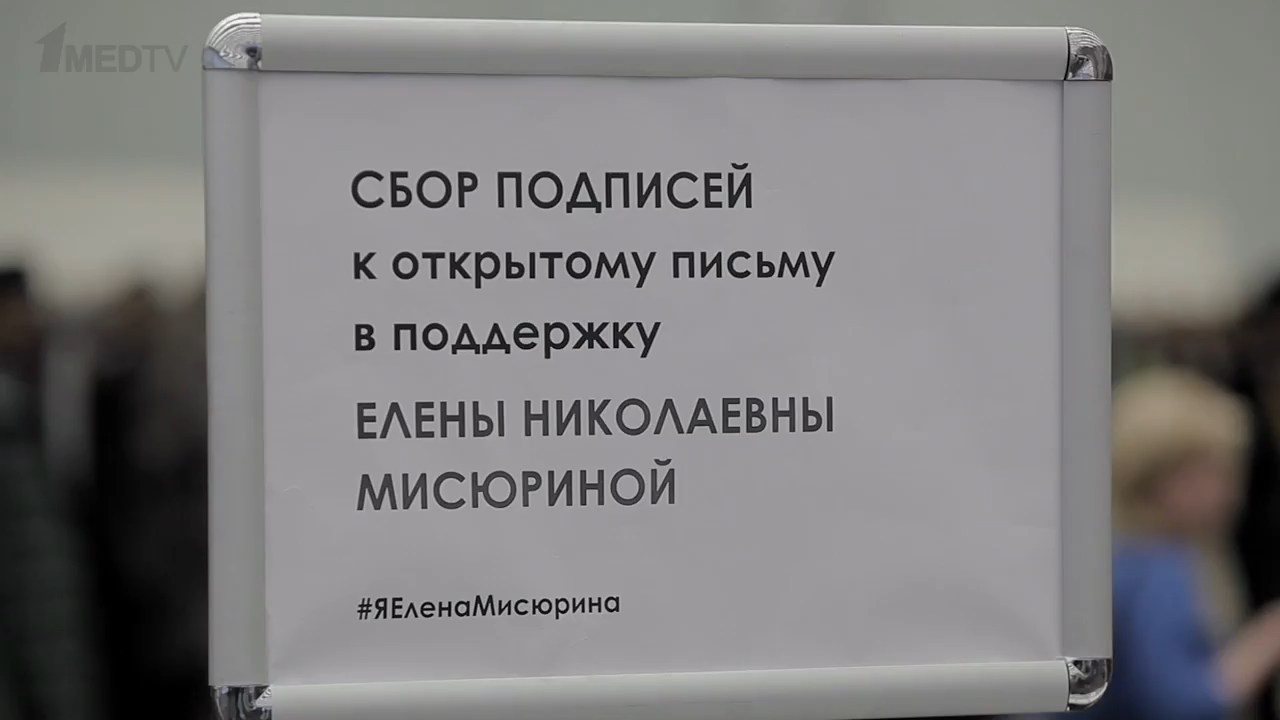 1MEDTV
СБОР ПОДПИСЕЙ
к открытому письму
в поддержку
ЕЛЕНЫ НИКОЛАЕВНЫ
МИСЮРИНОЙ
#ЯЕленаМисюрина